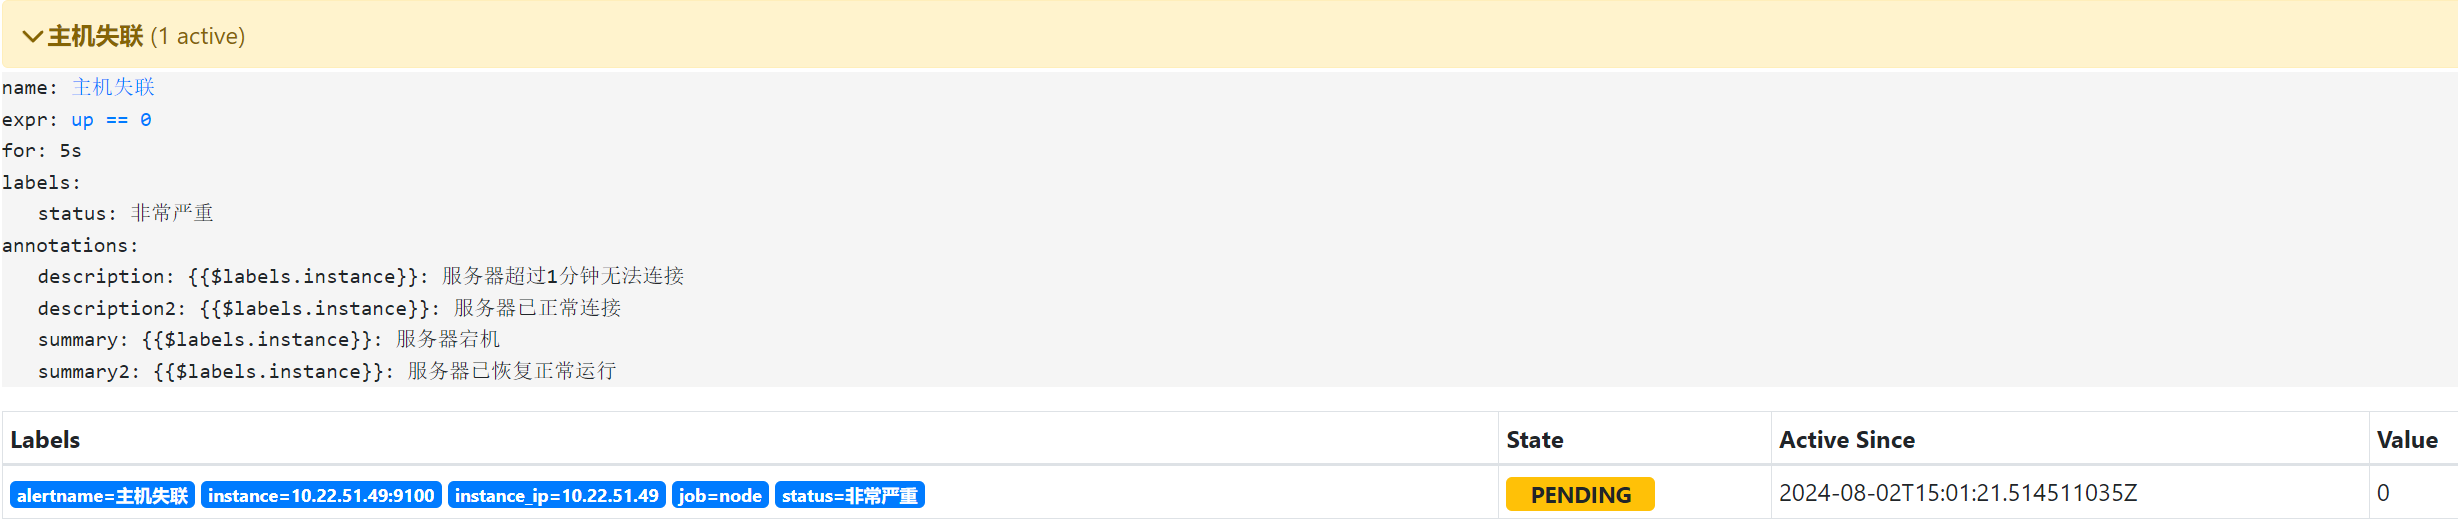 主机失联 (1 active)
name: 主机失联
expr: up == 0
for: 5s
labels:
status: 非常严重
annotations:
description: {{$labels.instance}}: 服务器超过1分钟无法连接
description2: {{$labels.instance}}: 服务器已正常连接
summary: {{$labels.instance}}: 服务器宕机
summary2: {{$labels.instance}}: 服务器已恢复正常运行
Labels State Active Since Value
alertname=主机失联 instance=10.22.51.49:9100 instance_ip=10.22.51.49 job=node status=非常严重 PENDING 2024-08-02T15:01:21.514511035Z 0